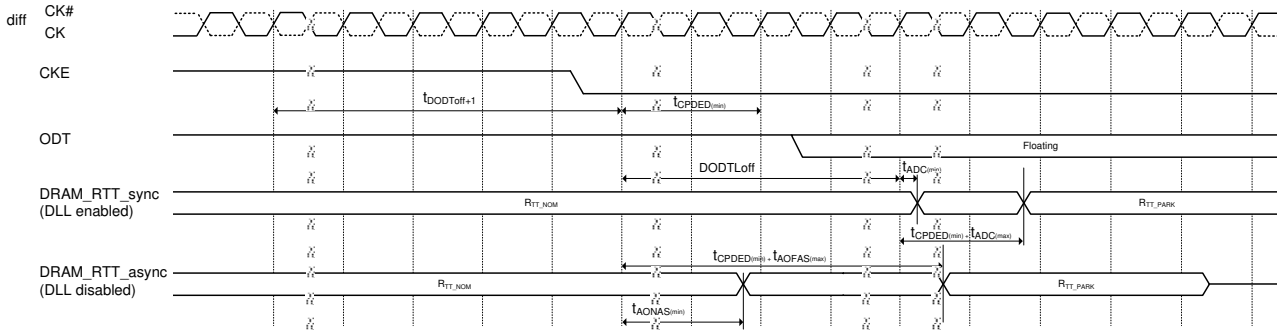 CK#
diff
CK
CKE
tDODToff+1
tCPDED(min)
ODT
Floating
DODTLoff
tADC(min)
DRAM_RTT_sync
(DLL enabled)
RTT_NOM
RTT_PARK
tCPDED(min) + tADC(max)
tCPDED(min) + tAOFAS(max)
DRAM_RTT_async
(DLL disabled)
RTT_NOM
RTT_PARK
tAONAS(min)